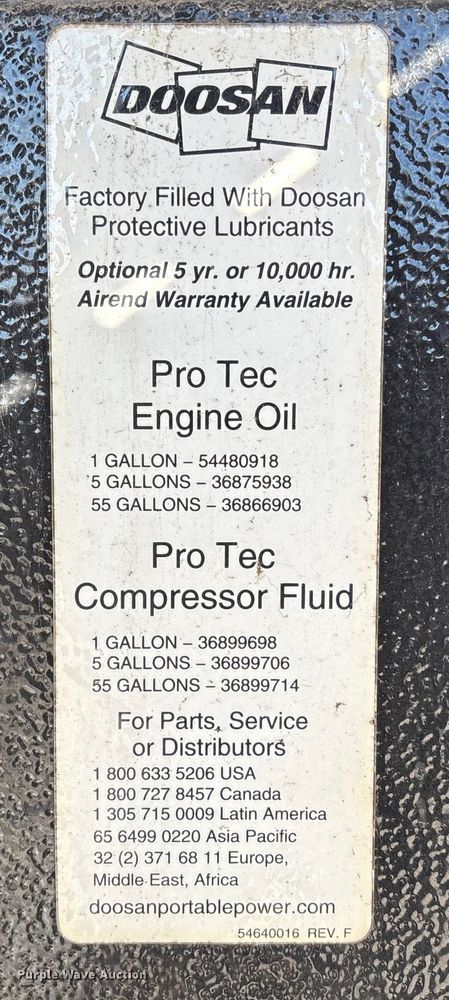 DOOSAN
Factory Filled With Doosan
Protective Lubricants
Optional 5 yr. or 10,000 hr.
Airend Warranty Available
Pro Tec
Engine Oil
1 GALLON – 54480918
5 GALLONS – 36875938
55 GALLONS – 36866903
Pro Tec
Compressor Fluid
1 GALLON – 36899698
5 GALLONS – 36899706
55 GALLONS – 36899714
For Parts, Service
or Distributors
1 800 633 5206 USA
1 800 727 8457 Canada
1 305 715 0009 Latin America
65 6499 0220 Asia Pacific
32 (2) 371 68 11 Europe,
Middle East, Africa
doosanportablepower.com
54640016 REV. F
Purple Wave Auction